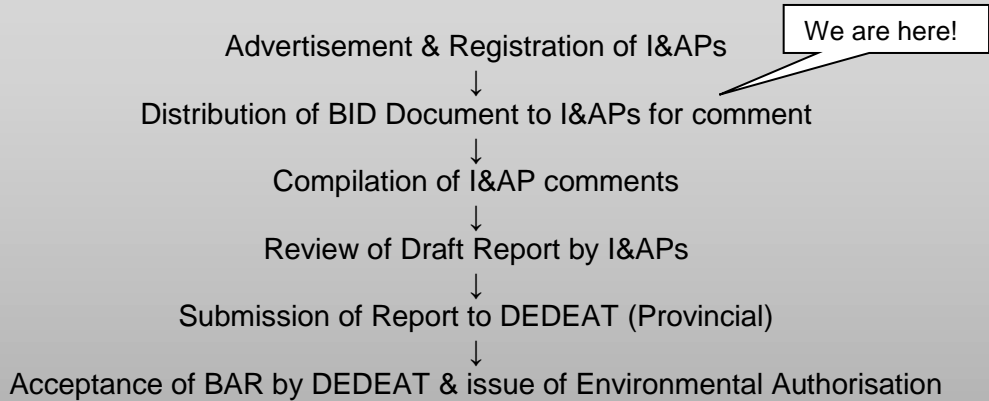 We are here!
Advertisement & Registration of I&APs
↓
Distribution of BID Document to I&APs for comment
↓
Compilation of I&AP comments
↓
Review of Draft Report by I&APs
↓
Submission of Report to DEDEAT (Provincial)
↓
Acceptance of BAR by DEDEAT & issue of Environmental Authorisation